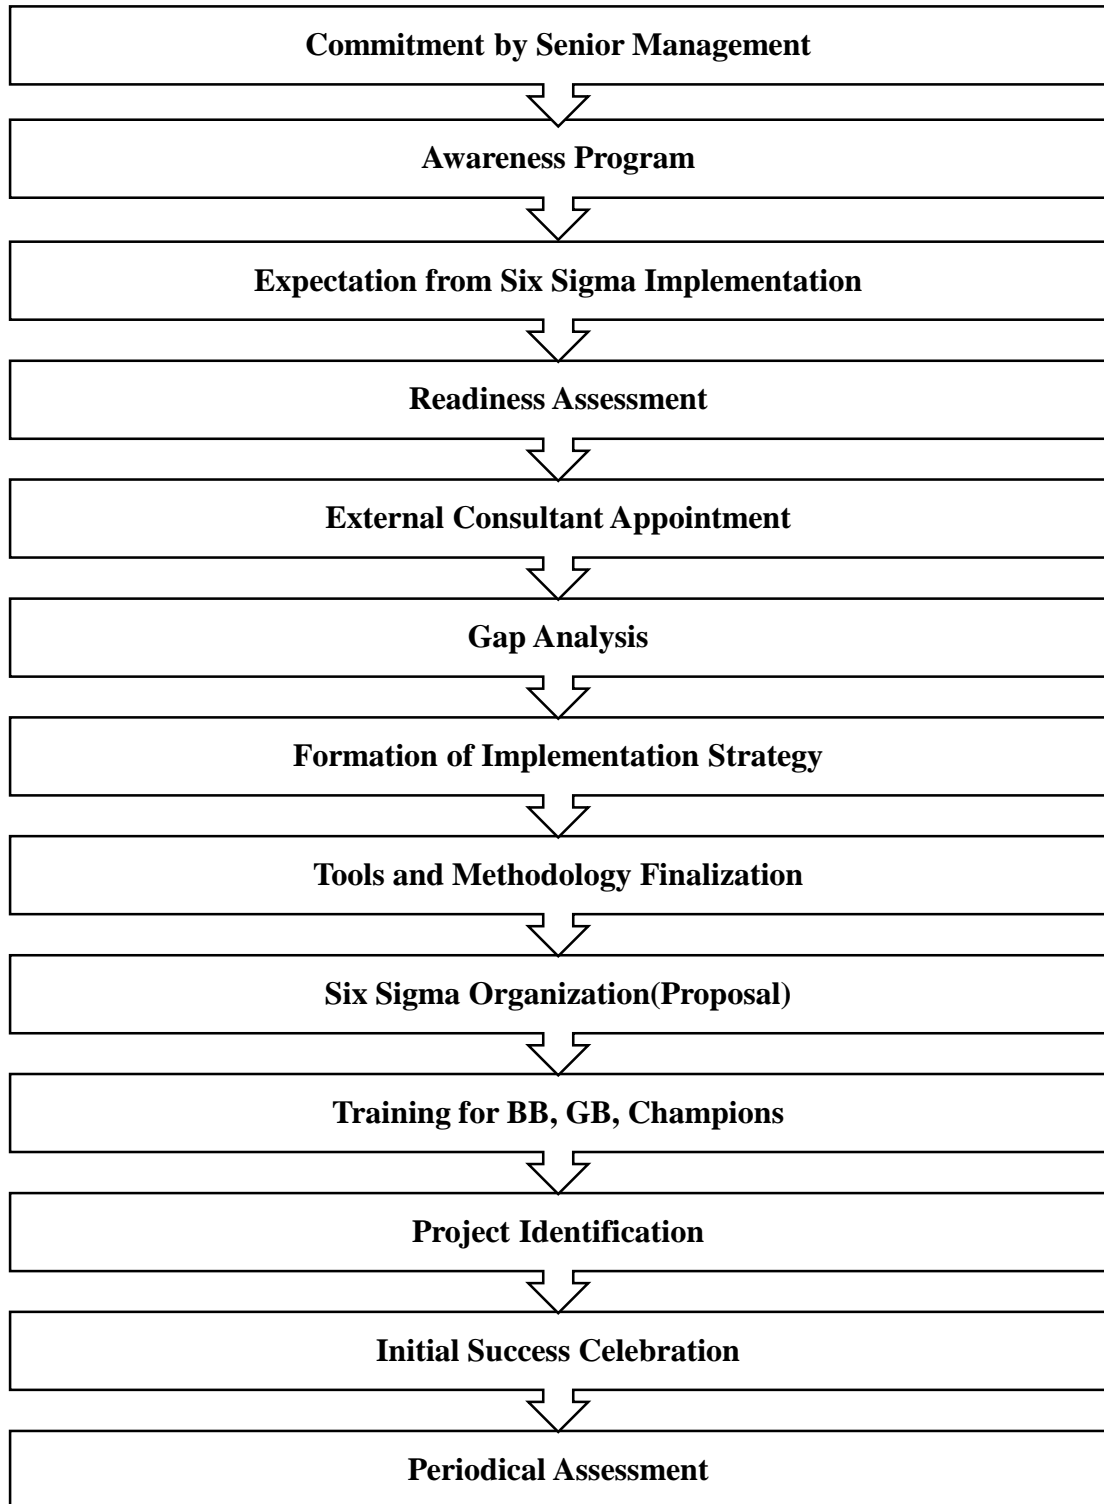 Commitment by Senior Management
Awareness Program
Expectation from Six Sigma Implementation
Readiness Assessment
External Consultant Appointment
Gap Analysis
Formation of Implementation Strategy
Tools and Methodology Finalization
Six Sigma Organization(Proposal)
Training for BB, GB, Champions
Project Identification
Initial Success Celebration
Periodical Assessment